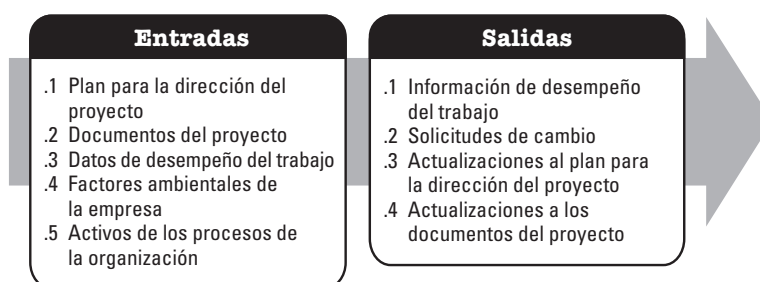 Entradas
.1 Plan para la dirección del
proyecto
.2 Documentos del proyecto
.3 Datos de desempeño del trabajo
.4 Factores ambientales de
la empresa
.5 Activos de los procesos de
la organización
Salidas
.1 Información de desempeño
del trabajo
.2 Solicitudes de cambio
.3 Actualizaciones al plan para
la dirección del proyecto
.4 Actualizaciones a los
documentos del proyecto